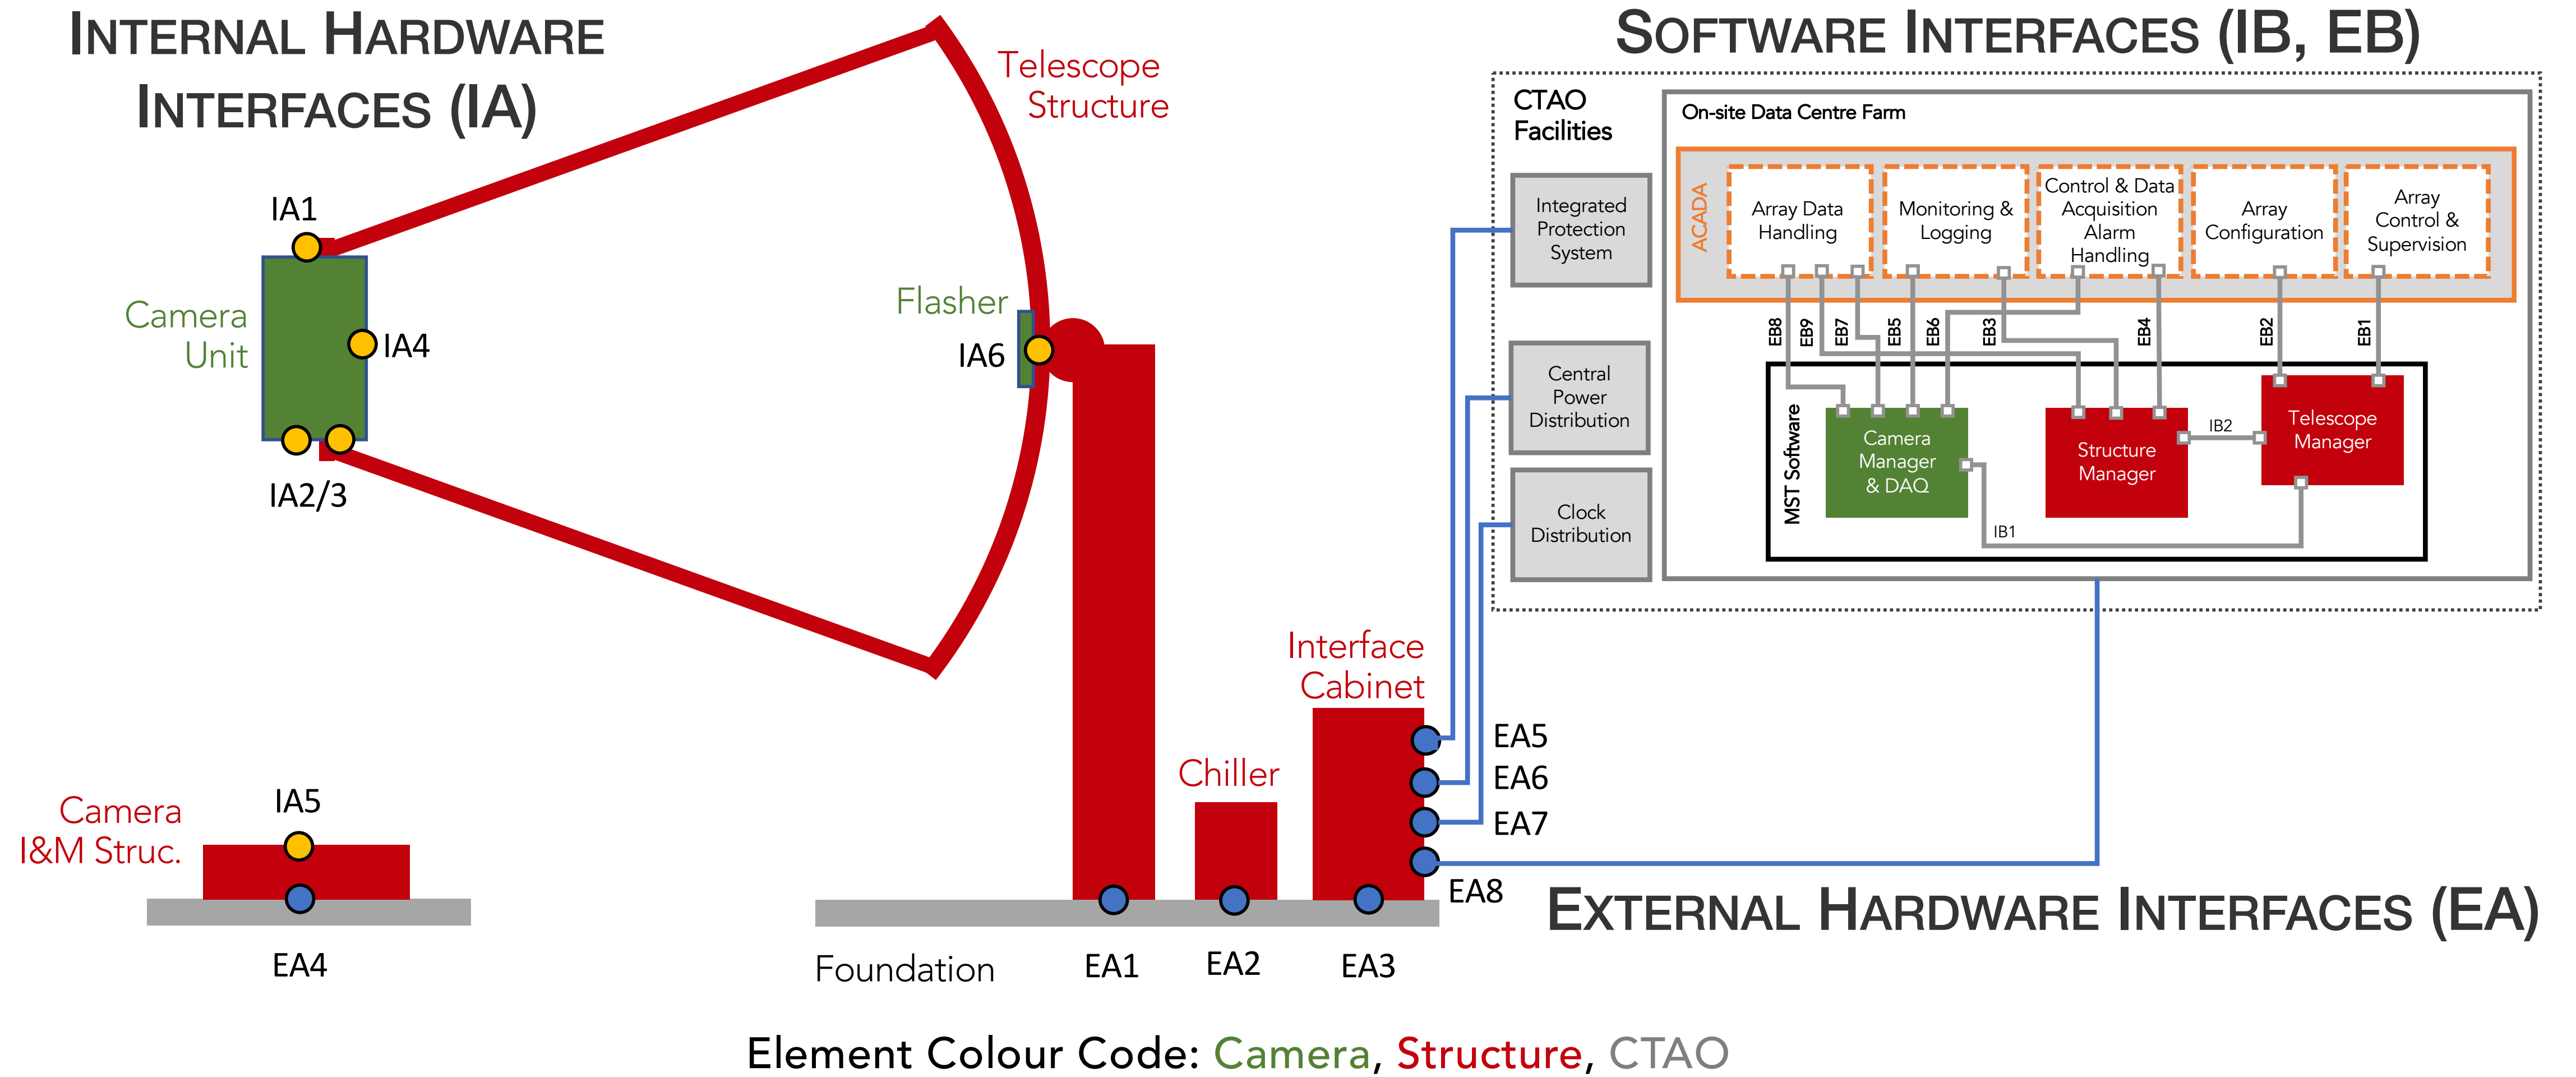 INTERNAL HARDWARE
INTERFACES (IA)
Telescope
Structure
IA1
Camera
Unit
IA4
IA2/3
Flasher
IA6
Camera
I&M Struc.
IA5
EA4
Foundation
EA1
EA2
EA3
Chiller
Interface
Cabinet
EA5
EA6
EA7
EA8
SOFTWARE INTERFACES (IB, EB)
CTAO
Facilities
On-site Data Centre Farm
Integrated
Protection
System
Central
Power
Distribution
Clock
Distribution
ACADA
Array Data
Handling
Monitoring &
Logging
Control & Data
Acquisition
Alarm
Handling
Array
Configuration
Array
Control &
Supervision
EB8
EB9
EB7
EB5
EB6
EB3
EB4
EB2
EB1
MST Software
Camera
Manager
& DAQ
Structure
Manager
Telescope
Manager
IB2
IB1
EXTERNAL HARDWARE INTERFACES (EA)
Element Colour Code: Camera, Structure, CTAO